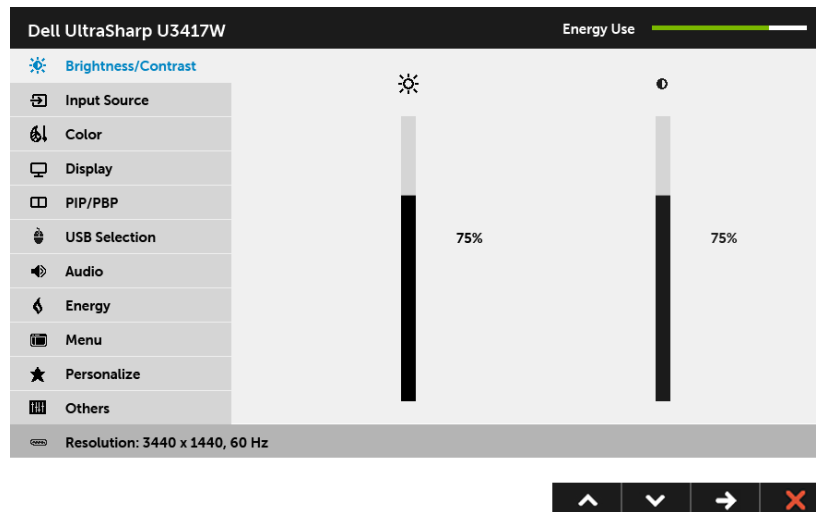 Dell UltraSharp U3417W
Energy Use
Brightness/Contrast
Input Source
Color
Display
PIP/PBP
USB Selection
75%
75%
Audio
Energy
Menu
Personalize
Others
Resolution: 3440 x 1440, 60 Hz